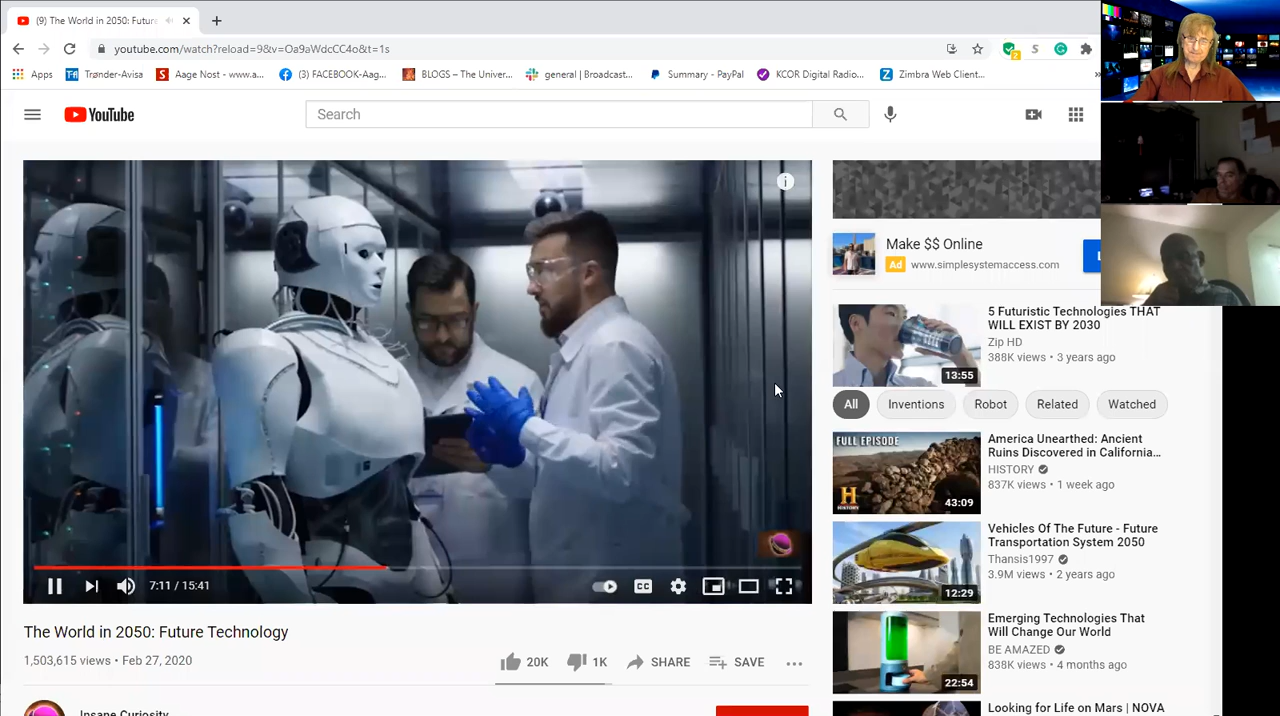 (9) The World in 2050: Futur
youtube.com/watch?reload=9&v=Oa9aWdcCC4o&t=1s
2
Apps
Trønder-Avisa
Aage Nost - www.a...
(3) FACEBOOK-Aag...
BLOG - The Univer...
General | Broadcast...
Summary - PayPal
KCOR Digital Radio...
Zimbra Web Client...
»
YouTube
Search
Make $$ Online
Ad www.simplesystemaccess.com
5 Futuristic Technologies THAT
WILL EXIST BY 2030
Zip HD
388K views • 3 years ago
13:55
All
Inventions
Robot
Related
Watched
FULL EPISODE
H
HISTORY
43:09
America Unearthed: Ancient
Ruins Discovered in California...
HISTORY
837K views • 1 week ago
Vehicles Of The Future - Future
Transportation System 2050
Thansis1997
3.9M views • 2 years ago
12:29
Emerging Technologies That
Will Change Our World
BE AMAZED
838K views • 4 months ago
22:54
Looking for Life on Mars | NOVA
7:11 / 15:41
CC
The World in 2050: Future Technology
1,503,615 views • Feb 27, 2020
20K
1K
SHARE
SAVE
Insane Curiosity